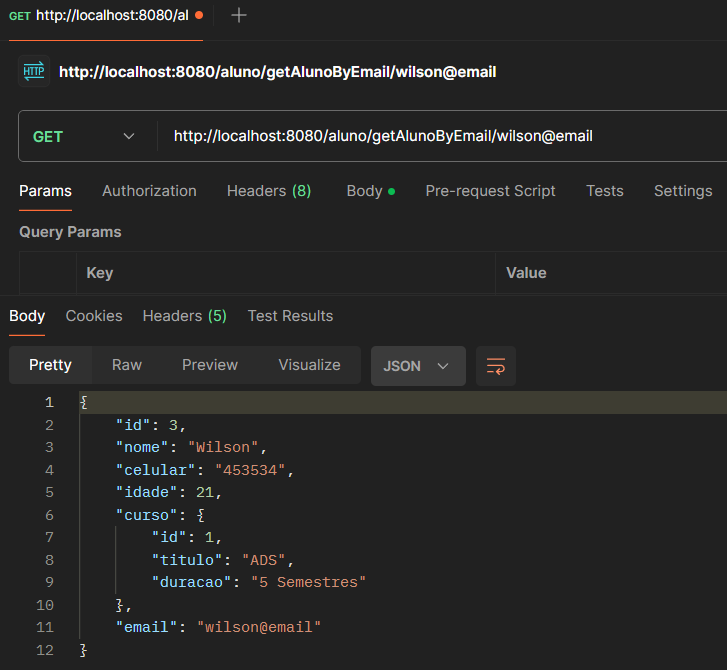 GET http://localhost:8080/al
HTTP http://localhost:8080/aluno/getAlunoByEmail/wilson@email
GET http://localhost:8080/aluno/getAlunoByEmail/wilson@email
Params Authorization Headers (8) Body Pre-request Script Tests Settings
Query Params
Key Value
Body Cookies Headers (5) Test Results
Pretty Raw Preview Visualize JSON
1 {
2 "id": 3,
3 "nome": "Wilson",
4 "celular": "453534",
5 "idade": 21,
6 "curso": {
7 "id": 1,
8 "titulo": "ADS",
9 "duracao": "5 Semestres"
10 },
11 "email": "wilson@email"
12 }